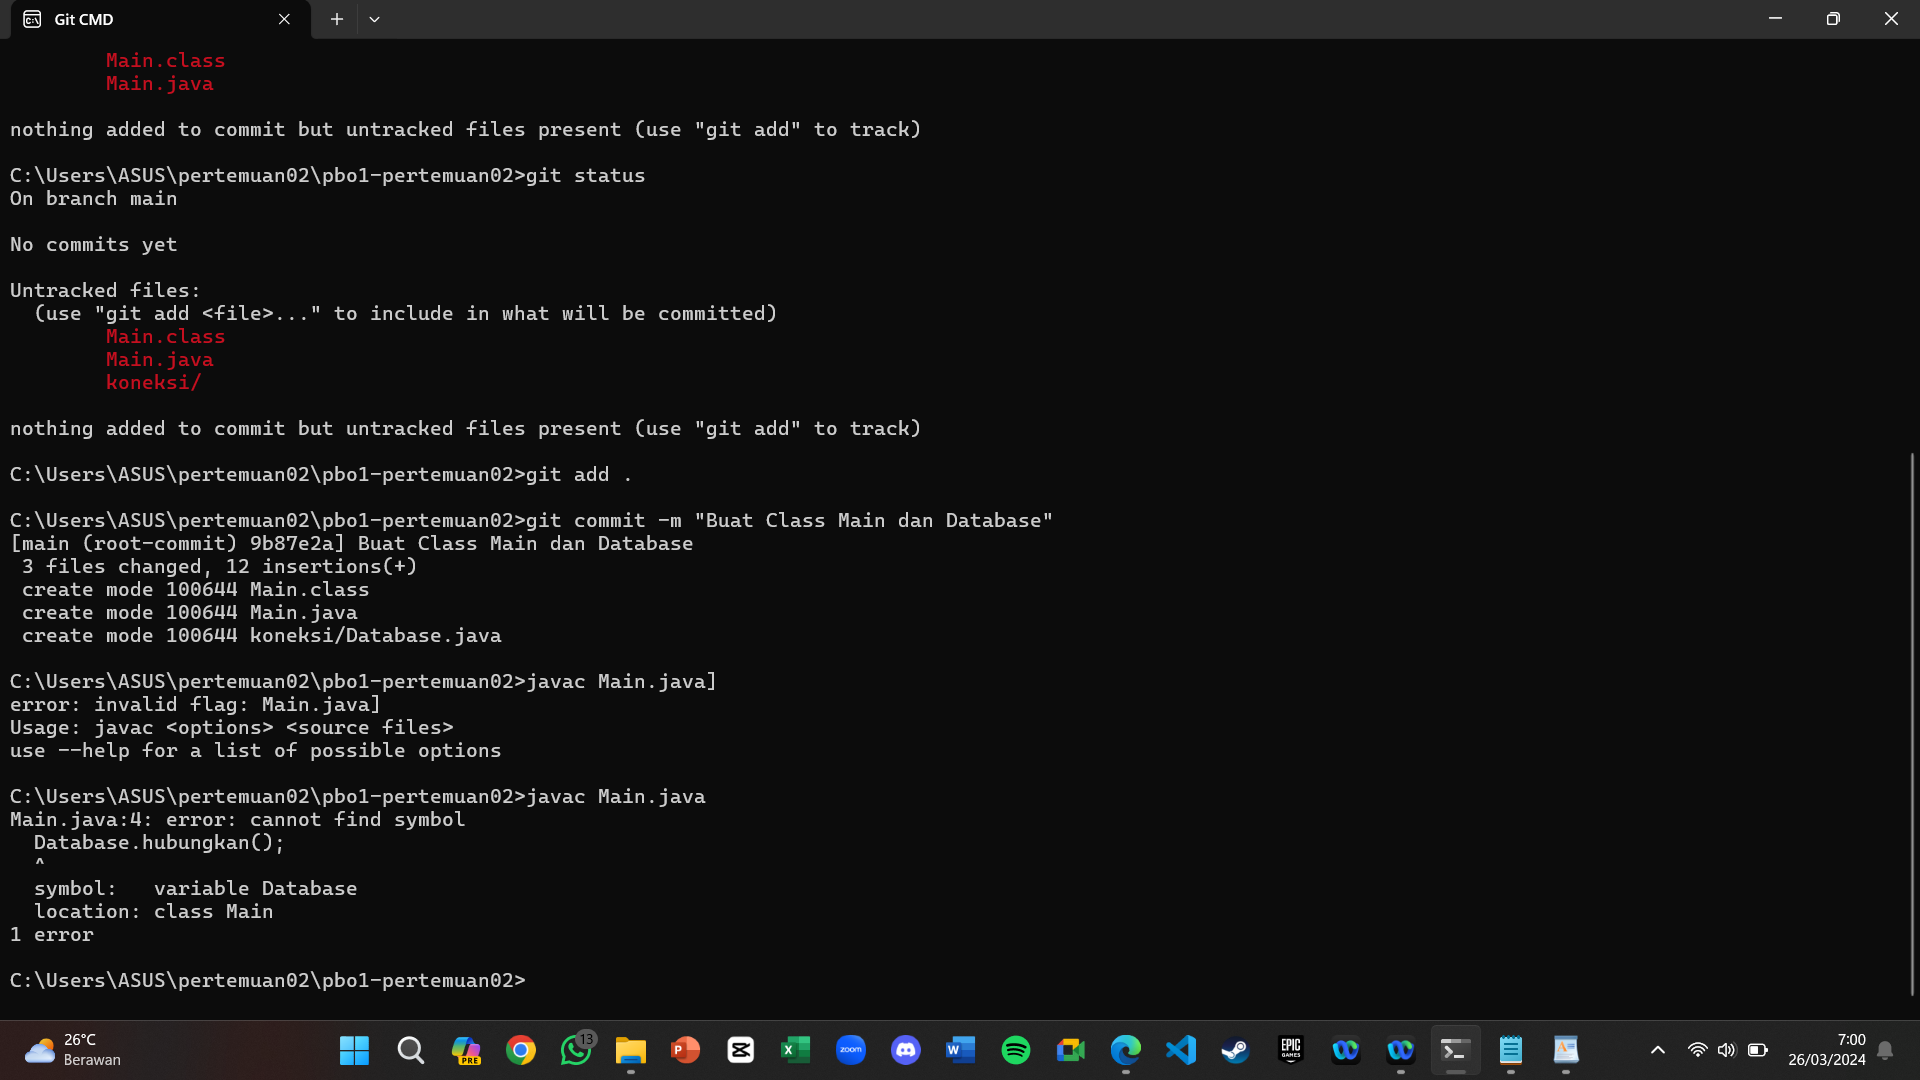 Git CMD
Main.class
Main.java
nothing added to commit but untracked files present (use "git add" to track)
C:\Users\ASUS\pertemuan02\pbo1-pertemuan02>git status
On branch main
No commits yet
Untracked files:
(use "git add <file>..." to include in what will be committed)
Main.class
Main.java
koneksi/
nothing added to commit but untracked files present (use "git add" to track)
C:\Users\ASUS\pertemuan02\pbo1-pertemuan02>git add .
C:\Users\ASUS\pertemuan02\pbo1-pertemuan02>git commit -m "Buat Class Main dan Database"
[main (root-commit) 9b87e2a] Buat Class Main dan Database
3 files changed, 12 insertions(+)
create mode 100644 Main.class
create mode 100644 Main.java
create mode 100644 koneksi/Database.java
C:\Users\ASUS\pertemuan02\pbo1-pertemuan02>javac Main.java]
error: invalid flag: Main.java]
Usage: javac <options> <source files>
use --help for a list of possible options
C:\Users\ASUS\pertemuan02\pbo1-pertemuan02>javac Main.java
Main.java:4: error: cannot find symbol
Database.hubungkan();
^
symbol:   variable Database
location: class Main
1 error
C:\Users\ASUS\pertemuan02\pbo1-pertemuan02>
26°C
Berawan
PRE
13
zoom
EPIC GAMES
7:00
26/03/2024